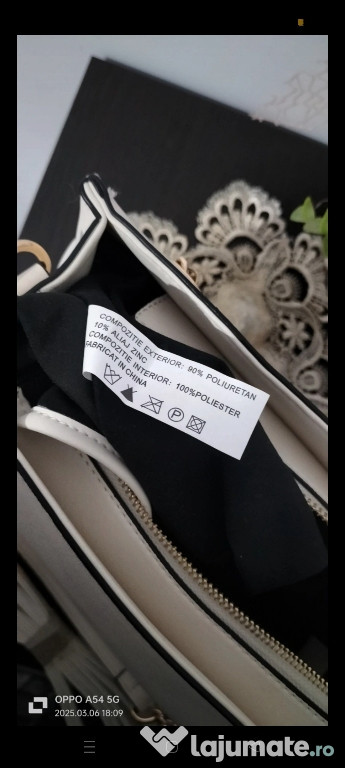 COMPOZITIE EXTERIOR: 90% POLIURETAN
10% ALIAJ ZINC
COMPOZITIE INTERIOR: 100%POLIESTER
FABRICAT IN CHINA
P
OPPO A54 5G
2025.03.06 18:09
lajumate.ro